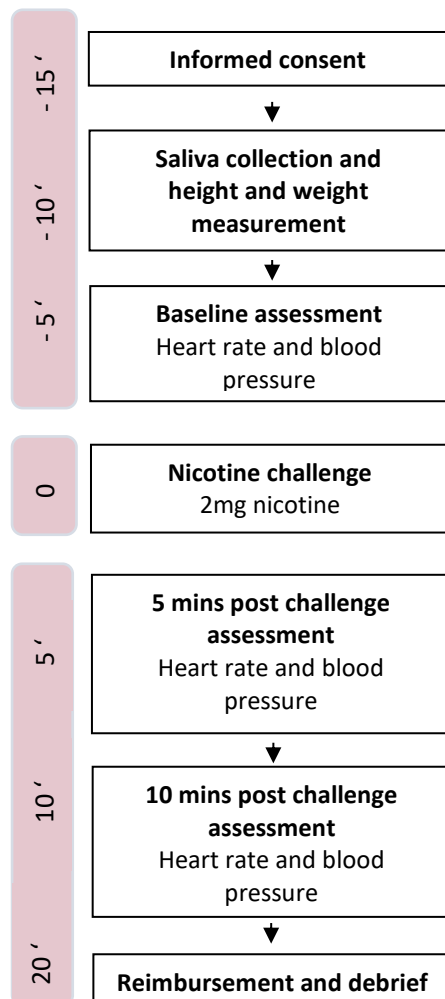 - 15 ‘
Informed consent
- 10 ‘
Saliva collection and
height and weight
measurement
- 5 ‘
Baseline assessment
Heart rate and blood
pressure
0
Nicotine challenge
2mg nicotine
5 ‘
5 mins post challenge
assessment
Heart rate and blood
pressure
10 ‘
10 mins post challenge
assessment
Heart rate and blood
pressure
20 ‘
Reimbursement and debrief